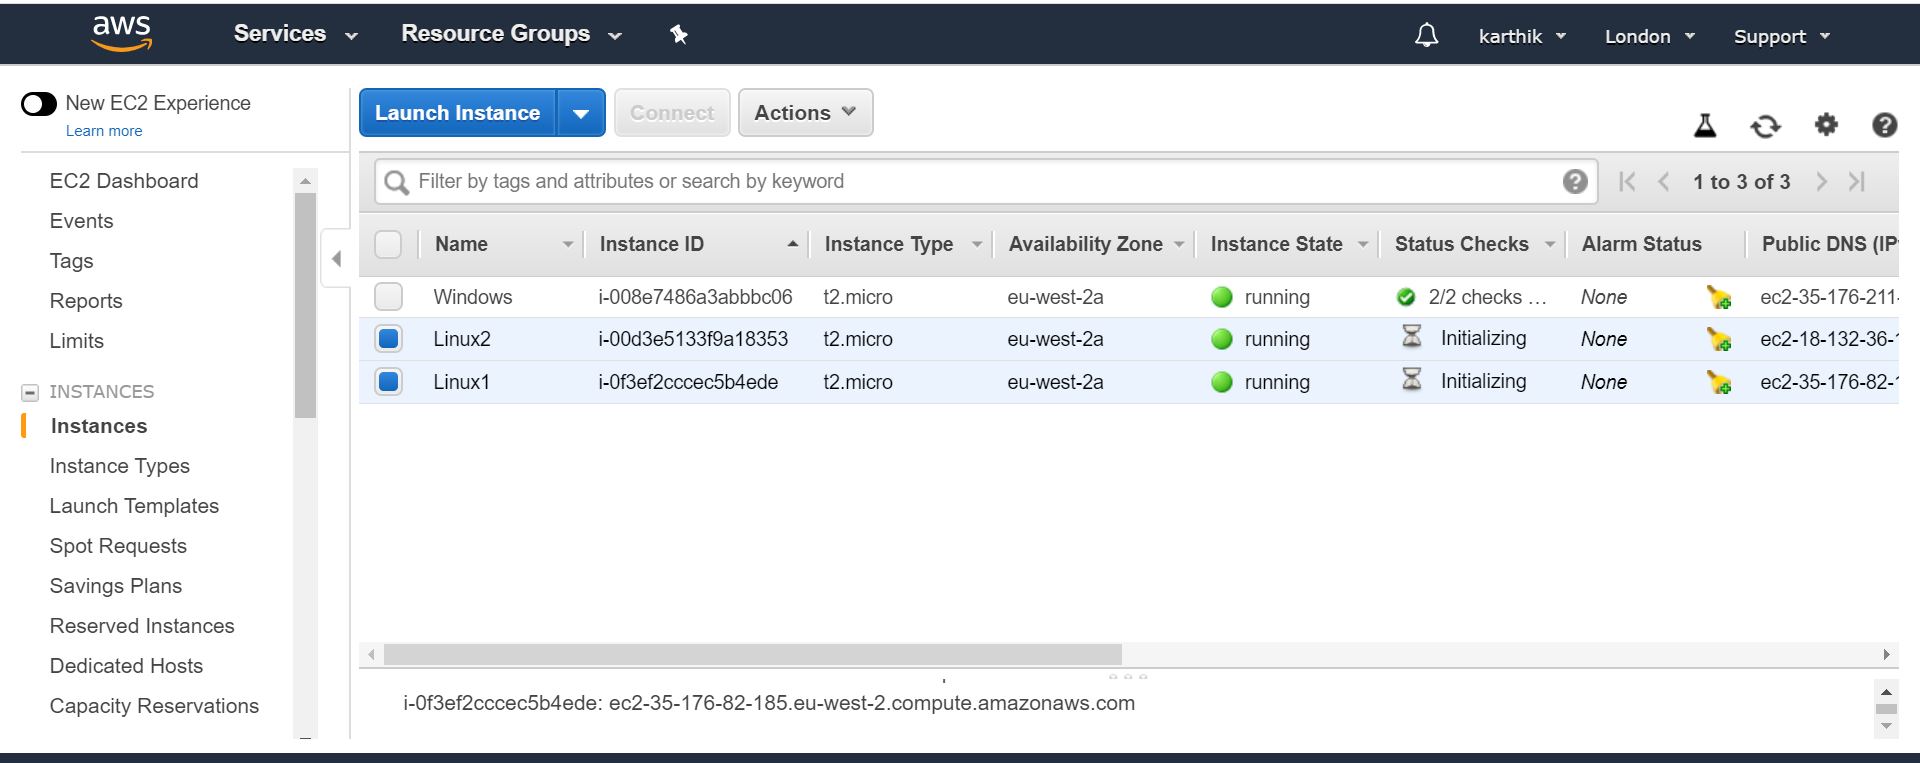 aws Services Resource Groups karthik London Support
New EC2 Experience
Learn more
EC2 Dashboard
Events
Tags
Reports
Limits
INSTANCES
Instances
Instance Types
Launch Templates
Spot Requests
Savings Plans
Reserved Instances
Dedicated Hosts
Capacity Reservations
Launch Instance Connect Actions
Filter by tags and attributes or search by keyword 1 to 3 of 3
Name Instance ID Instance Type Availability Zone Instance State Status Checks Alarm Status Public DNS (IP
Windows i-008e7486a3abbbc06 t2.micro eu-west-2a running 2/2 checks ... None ec2-35-176-211-
Linux2 i-00d3e5133f9a18353 t2.micro eu-west-2a running Initializing None ec2-18-132-36-1
Linux1 i-0f3ef2cccec5b4ede t2.micro eu-west-2a running Initializing None ec2-35-176-82-1
i-0f3ef2cccec5b4ede: ec2-35-176-82-185.eu-west-2.compute.amazonaws.com